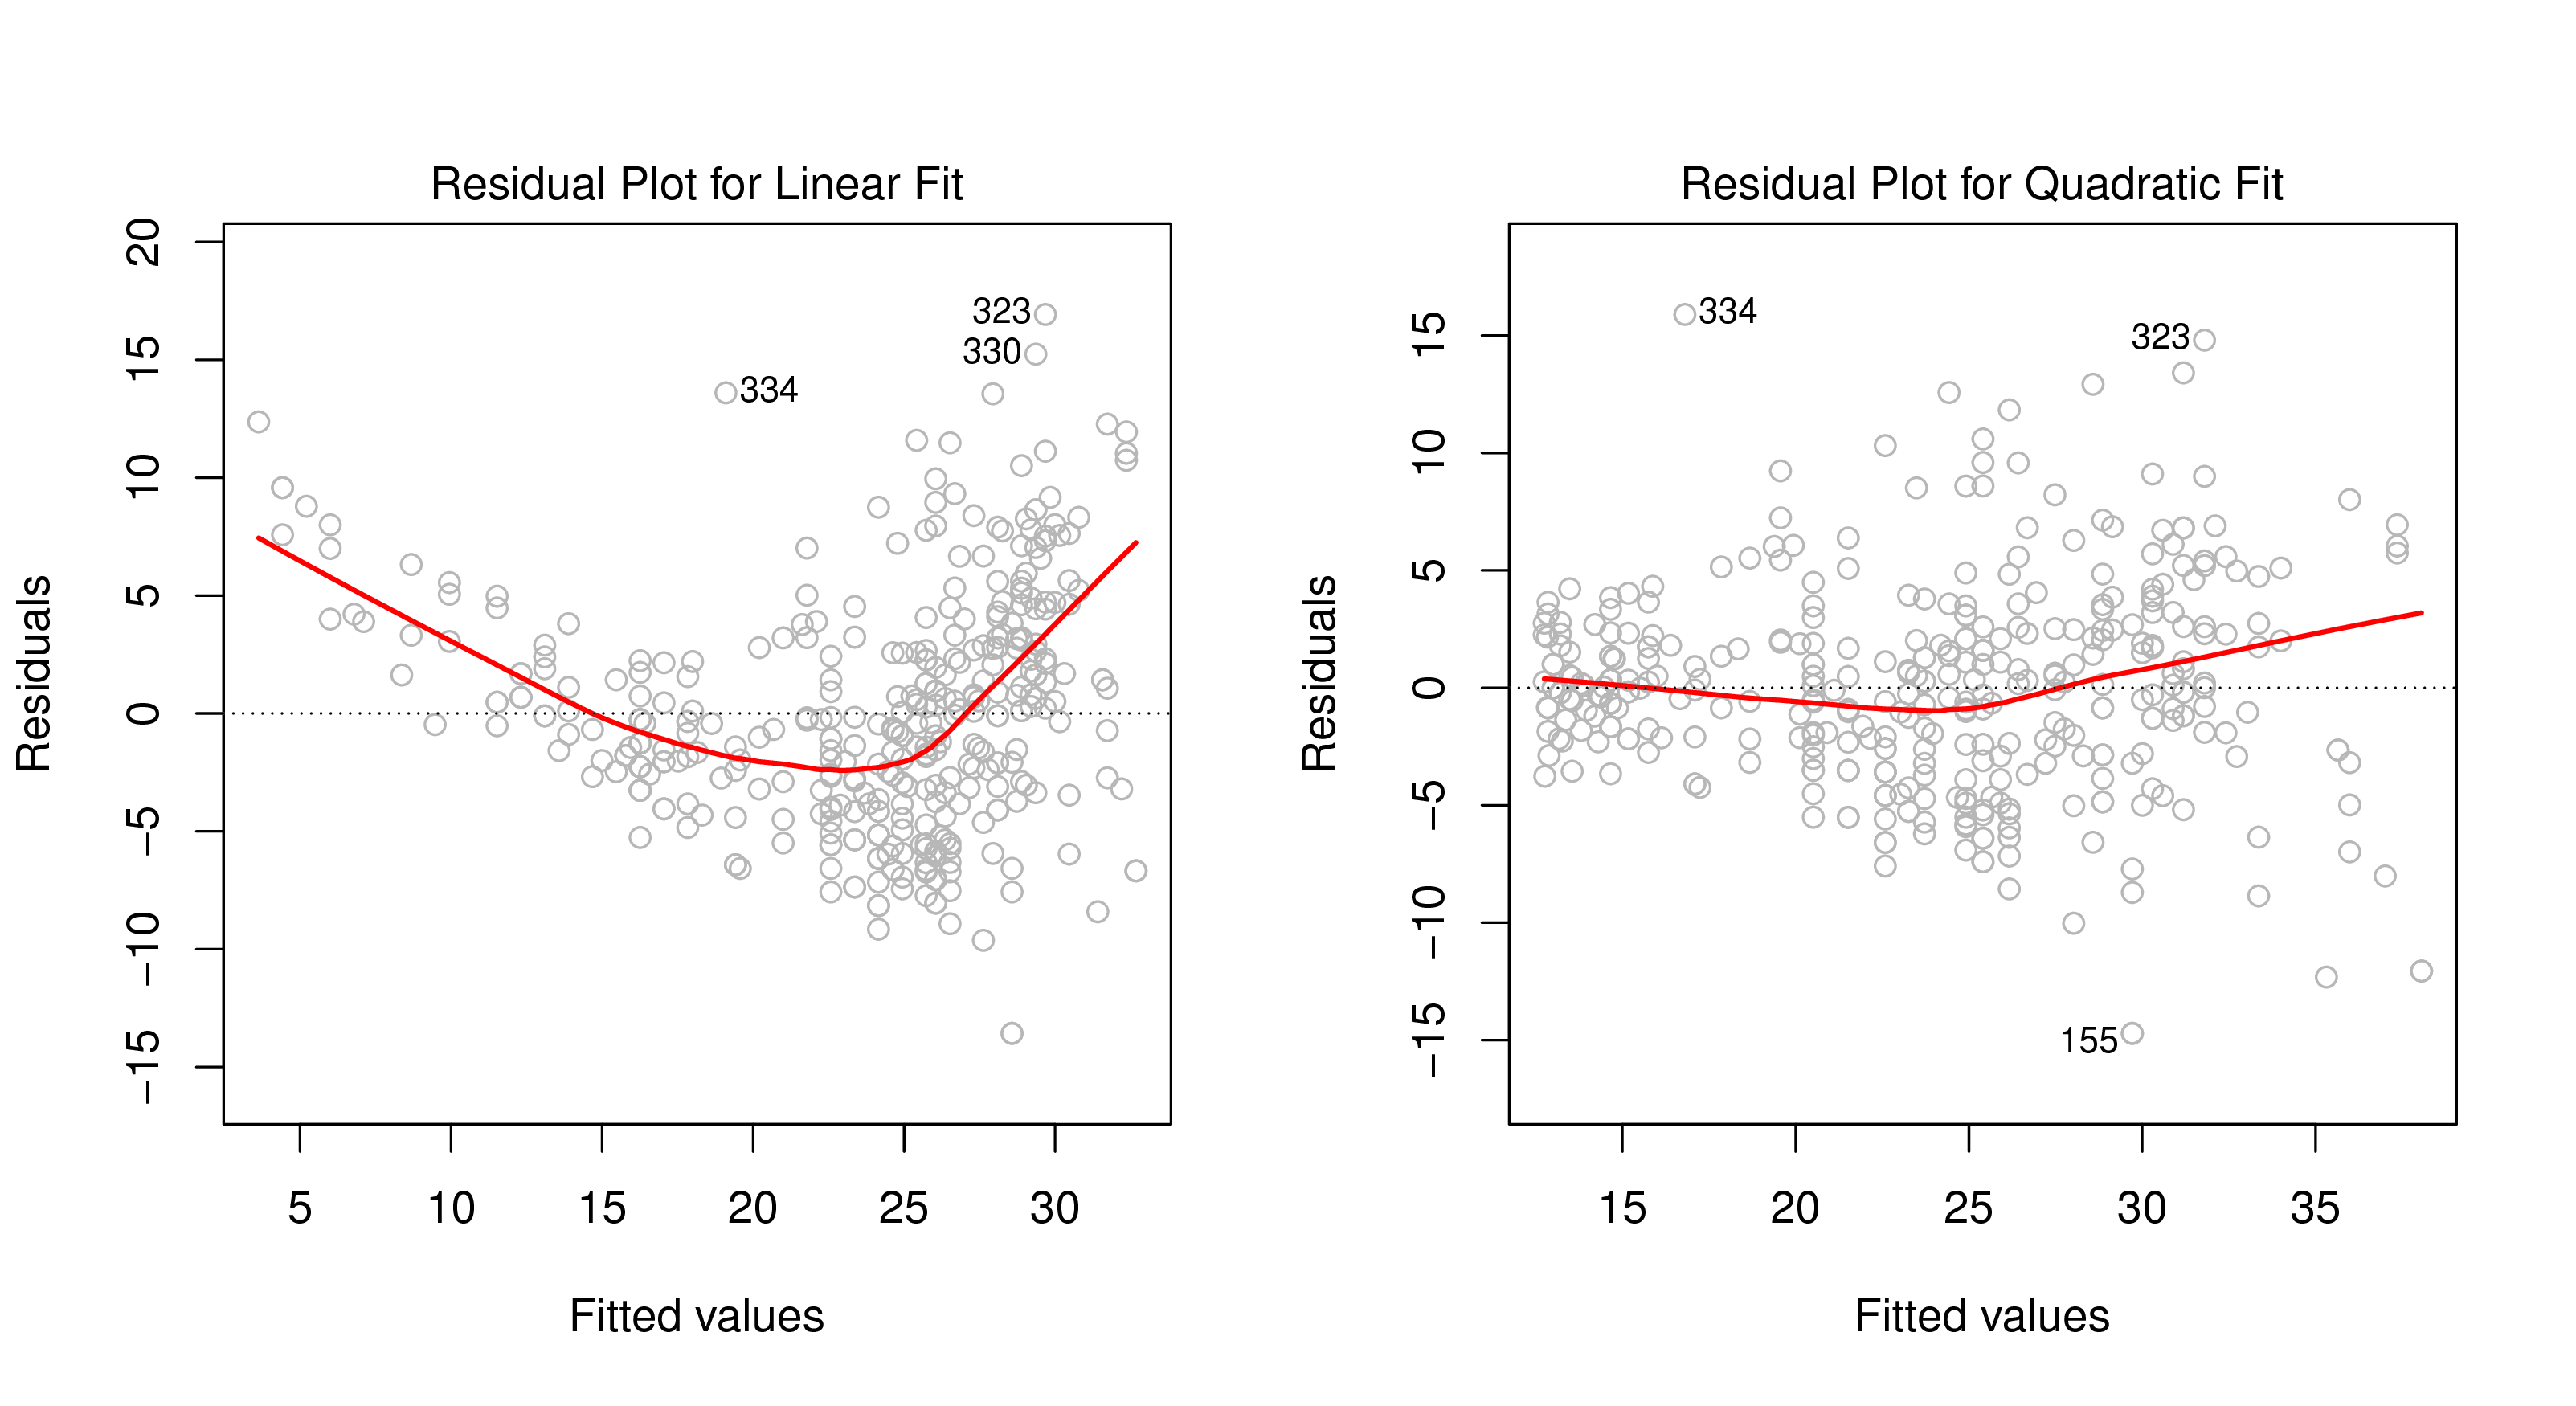 Residual Plot for Linear Fit
20
15
10
5
0
−5
−10
−15
Residuals
323
330
334
5 10 15 20 25 30
Fitted values
Residual Plot for Quadratic Fit
15
10
5
0
−5
−10
−15
Residuals
334
323
155
15 20 25 30 35
Fitted values